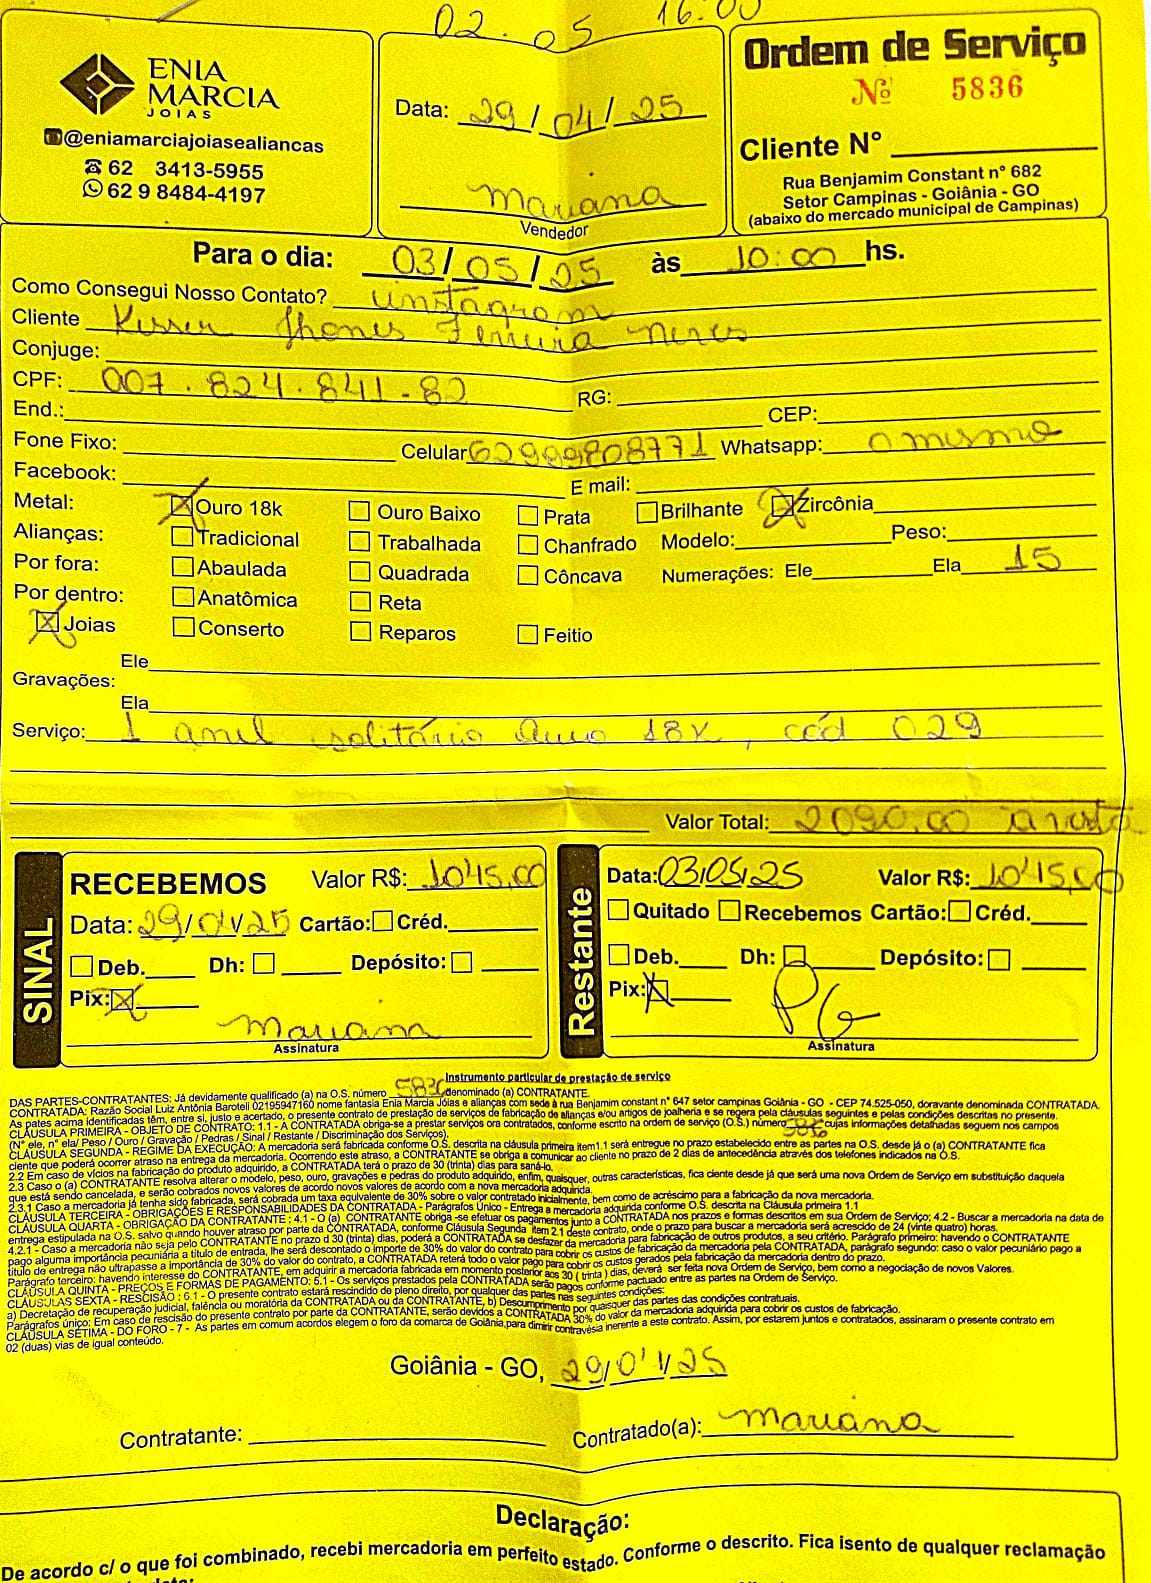 02.05 16:00
ENIA
MARCIA
JOIAS
@eniamarciajoiasealiancas
62 3413-5955
62 9 8484-4197
Data: 29/04/25
Mariana
Vendedor
Ordem de Serviço
Nº 5836
Cliente N°
Rua Benjamim Constant n° 682
Setor Campinas - Goiânia - GO
(abaixo do mercado municipal de Campinas)
Para o dia: 03/05/25 às 10:00 hs.
Como Consegui Nosso Contato? instagram
Cliente Jhones Ferreira neres
Conjuge:
CPF: 007.824.841-82 RG:
End.: CEP:
Fone Fixo: Celular 62999808771 Whatsapp: o mesmo
Facebook: E mail:
Metal: Ouro 18k Ouro Baixo Prata Brilhante Zircônia
Alianças: Tradicional Trabalhada Chanfrado Modelo: Peso:
Por fora: Abaulada Quadrada Côncava Numerações: Ele Ela 15
Por dentro: Anatômica Reta
Joias Conserto Reparos Feitio
Ele
Gravações:
Ela
Serviço: 1 anel solitário ouro 18K, cód 029
Valor Total: 2090,00 à vista
SINAL
RECEBEMOS Valor R$: 1045,00
Data: 29/04/25 Cartão: Créd.
Deb. Dh: Depósito:
Pix:
Mariana
Assinatura
Restante
Data: 03/05/25 Valor R$: 1045,00
Quitado Recebemos Cartão: Créd.
Deb. Dh: Depósito:
Pix: PG
Assinatura
Instrumento particular de prestação de serviço
DAS PARTES-CONTRATANTES: Já devidamente qualificado (a) na O.S. número 5836 denominado (a) CONTRATANTE.
CONTRATADA: Razão Social Luiz Antônia Baroteli 02195947160 nome fantasia Enia Marcia Jóias e alianças com sede à rua Benjamim constant n° 647 setor campinas Goiânia - GO - CEP 74.525-050, doravante denominada CONTRATADA.
As pates acima identificadas têm, entre si, justo e acertado, o presente contrato de prestação de serviços de fabricação de alianças e/ou artigos de joalheria e se regera pela cláusulas seguintes e pelas condições descritas no presente.
CLÁUSULA PRIMEIRA - OBJETO DE CONTRATO: 1.1 - A CONTRATADA obriga-se a prestar serviços ora contratados, conforme escrito na ordem de serviço (O.S.) número cujas informações detalhadas seguem nos campos
(N° ele, n° ela/ Peso / Ouro / Gravação / Pedras / Sinal / Restante / Discriminação dos Serviços).
CLÁUSULA SEGUNDA - REGIME DA EXECUÇÃO: A mercadoria será fabricada conforme O.S. descrita na cláusula primeira item1.1 será entregue no prazo estabelecido entre as partes na O.S. desde já o (a) CONTRATANTE fica
ciente que poderá ocorrer atraso na entrega da mercadoria. Ocorrendo este atraso, a CONTRATANTE se obriga a comunicar ao cliente no prazo de 2 dias de antecedência através dos telefones indicados na O.S.
2.2 Em caso de vícios na fabricação do produto adquirido, a CONTRATADA terá o prazo de 30 (trinta) dias para saná-lo.
2.3 Caso o (a) CONTRATANTE resolva alterar o modelo, peso, ouro, gravações e pedras do produto adquirido, enfim, quaisquer, outras características, fica ciente desde já que será uma nova Ordem de Serviço em substituição daquela
que está sendo cancelada, e serão cobrados novos valores de acordo novos valores de acordo com a nova mercadoria adquirida.
2.3.1 Caso a mercadoria já tenha sido fabricada, será cobrada um taxa equivalente de 30% sobre o valor contratado inicialmente, bem como de acréscimo para a fabricação da nova mercadoria.
CLÁUSULA TERCEIRA - OBRIGAÇÕES E RESPONSABILIDADES DA CONTRATADA - Parágrafos Único - Entrega a mercadoria adquirida conforme O.S. descrita na Cláusula primeira 1.1
CLÁUSULA QUARTA - OBRIGAÇÃO DA CONTRATANTE ; 4.1 - O (a) CONTRATANTE obriga -se efetuar os pagamentos junto a CONTRATADA nos prazos e formas descritos em sua Ordem de Serviço; 4.2 - Buscar a mercadoria na data de
entrega estipulada na O.S. salvo quando houver atraso por parte da CONTRATADA, conforme Cláusula Segunda item 2.1 deste contrato, onde o prazo para buscar a mercadoria será acrescido de 24 (vinte quatro) horas.
4.2.1 - Caso a mercadoria não seja pelo CONTRATANTE no prazo d 30 (trinta) dias, poderá a CONTRATADA se desfazer da mercadoria para fabricação de outros produtos, a seu critério. Parágrafo primeiro: havendo o CONTRATANTE
pago alguma importância pecuniária a título de entrada, lhe será descontado o importe de 30% do valor do contrato para cobrir os custos de fabricação da mercadoria pela CONTRATADA, parágrafo segundo: caso o valor pecuniário pago a
título de entrega não ultrapasse a importância de 30% do valor do contrato, a CONTRATADA reterá todo o valor pago para cobrir os custos gerados pela fabricação da mercadoria dentro do prazo.
Parágrafo terceiro: havendo interesse do CONTRATANTE, em adquirir a mercadoria fabricada em momento posterior aos 30 ( trinta ) dias, deverá ser feita nova Ordem de Serviço, bem como a negociação de novos Valores.
CLÁUSULA QUINTA - PREÇOS E FORMAS DE PAGAMENTO: 5.1 - Os serviços prestados pela CONTRATADA serão pagos conforme pactuado entre as partes na Ordem de Serviço.
CLÁUSULAS SEXTA - RESCISÃO : 6.1 - O presente contrato estará rescindido de pleno direito, por qualquer das partes nas seguintes condições:
a) Decretação de recuperação judicial, falência ou moratória da CONTRATADA ou da CONTRATANTE, b) Descumprimento por quaisquer das partes das condições contratuais.
Parágrafos único: Em caso de rescisão do presente contrato por parte da CONTRATANTE, serão devidos a CONTRATADA 30% do valor da mercadoria adquirida para cobrir os custos de fabricação.
CLÁUSULA SÉTIMA - DO FORO - 7 - As partes em comum acordos elegem o foro da comarca de Goiânia,para dirimir contravésia inerente a este contrato. Assim, por estarem juntos e contratados, assinaram o presente contrato em
02 (duas) vias de igual conteúdo.
Goiânia - GO, 29/04/25
Contratante: Contratado(a): Mariana
Declaração:
De acordo c/ o que foi combinado, recebi mercadoria em perfeito estado. Conforme o descrito. Fica isento de qualquer reclamação